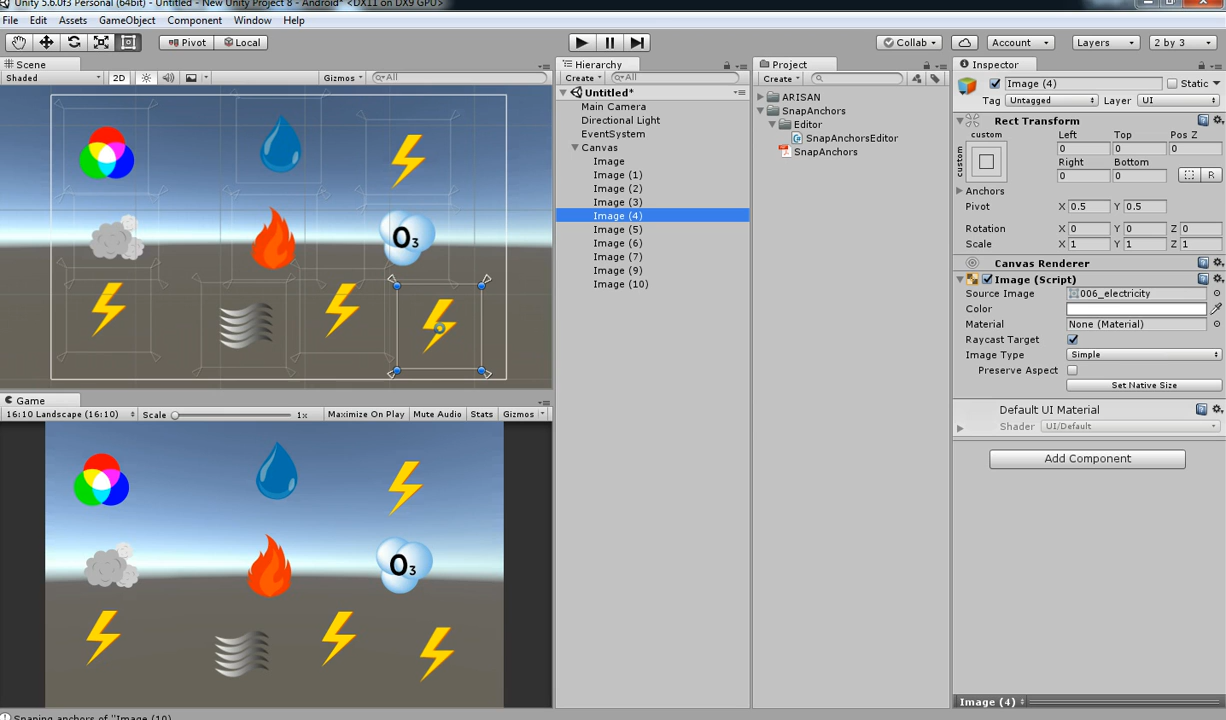 Unity 5.6.0f3 Personal (64bit) - Untitled - New Unity Project 8 - Android* <DX11 on DX9 GPU>
File Edit Assets GameObject Component Window Help
Pivot Local Collab Account Layers 2 by 3
Scene
Shaded 2D Gizmos All
O3
Game
16:10 Landscape (16:10) Scale 1x Maximize On Play Mute Audio Stats Gizmos
O3
Snaping anchors of "Image (10)
Hierarchy
Create All
Untitled*
Main Camera
Directional Light
EventSystem
Canvas
Image
Image (1)
Image (2)
Image (3)
Image (4)
Image (5)
Image (6)
Image (7)
Image (9)
Image (10)
Project
Create
ARISAN
SnapAnchors
Editor
SnapAnchorsEditor
SnapAnchors
Inspector
Image (4) Static
Tag Untagged Layer UI
Rect Transform
custom Left Top Pos Z
custom 0 0 0
Right Bottom
0 0 R
Anchors
Pivot X 0.5 Y 0.5
Rotation X 0 Y 0 Z 0
Scale X 1 Y 1 Z 1
Canvas Renderer
Image (Script)
Source Image 006_electricity
Color
Material None (Material)
Raycast Target
Image Type Simple
Preserve Aspect
Set Native Size
Default UI Material
Shader UI/Default
Add Component
Image (4)